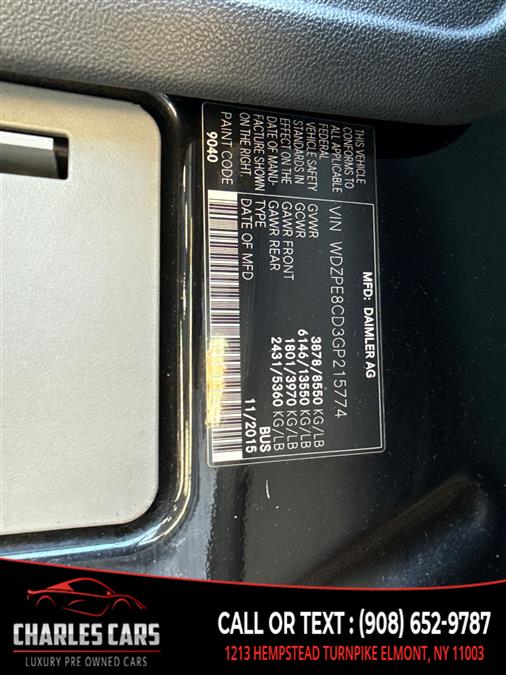 MFD: DAIMLER AG
VIN WDZPE8CD3GP215774
THIS VEHICLE
CONFORMS TO
ALL APPLICABLE
FEDERAL
VEHICLE SAFETY
STANDARDS IN
EFFECT ON THE
DATE OF MANU-
FACTURE SHOWN
ON THE RIGHT.
PAINT CODE
9040
GVWR 3878/8550 KG/LB
GCWR 6146/13550 KG/LB
GAWR FRONT 1801/3970 KG/LB
GAWR REAR 2431/5360 KG/LB
TYPE BUS
DATE OF MFD 11/2015
CHARLES CARS
LUXURY PRE OWNED CARS
CALL OR TEXT : (908) 652-9787
1213 HEMPSTEAD TURNPIKE ELMONT, NY 11003